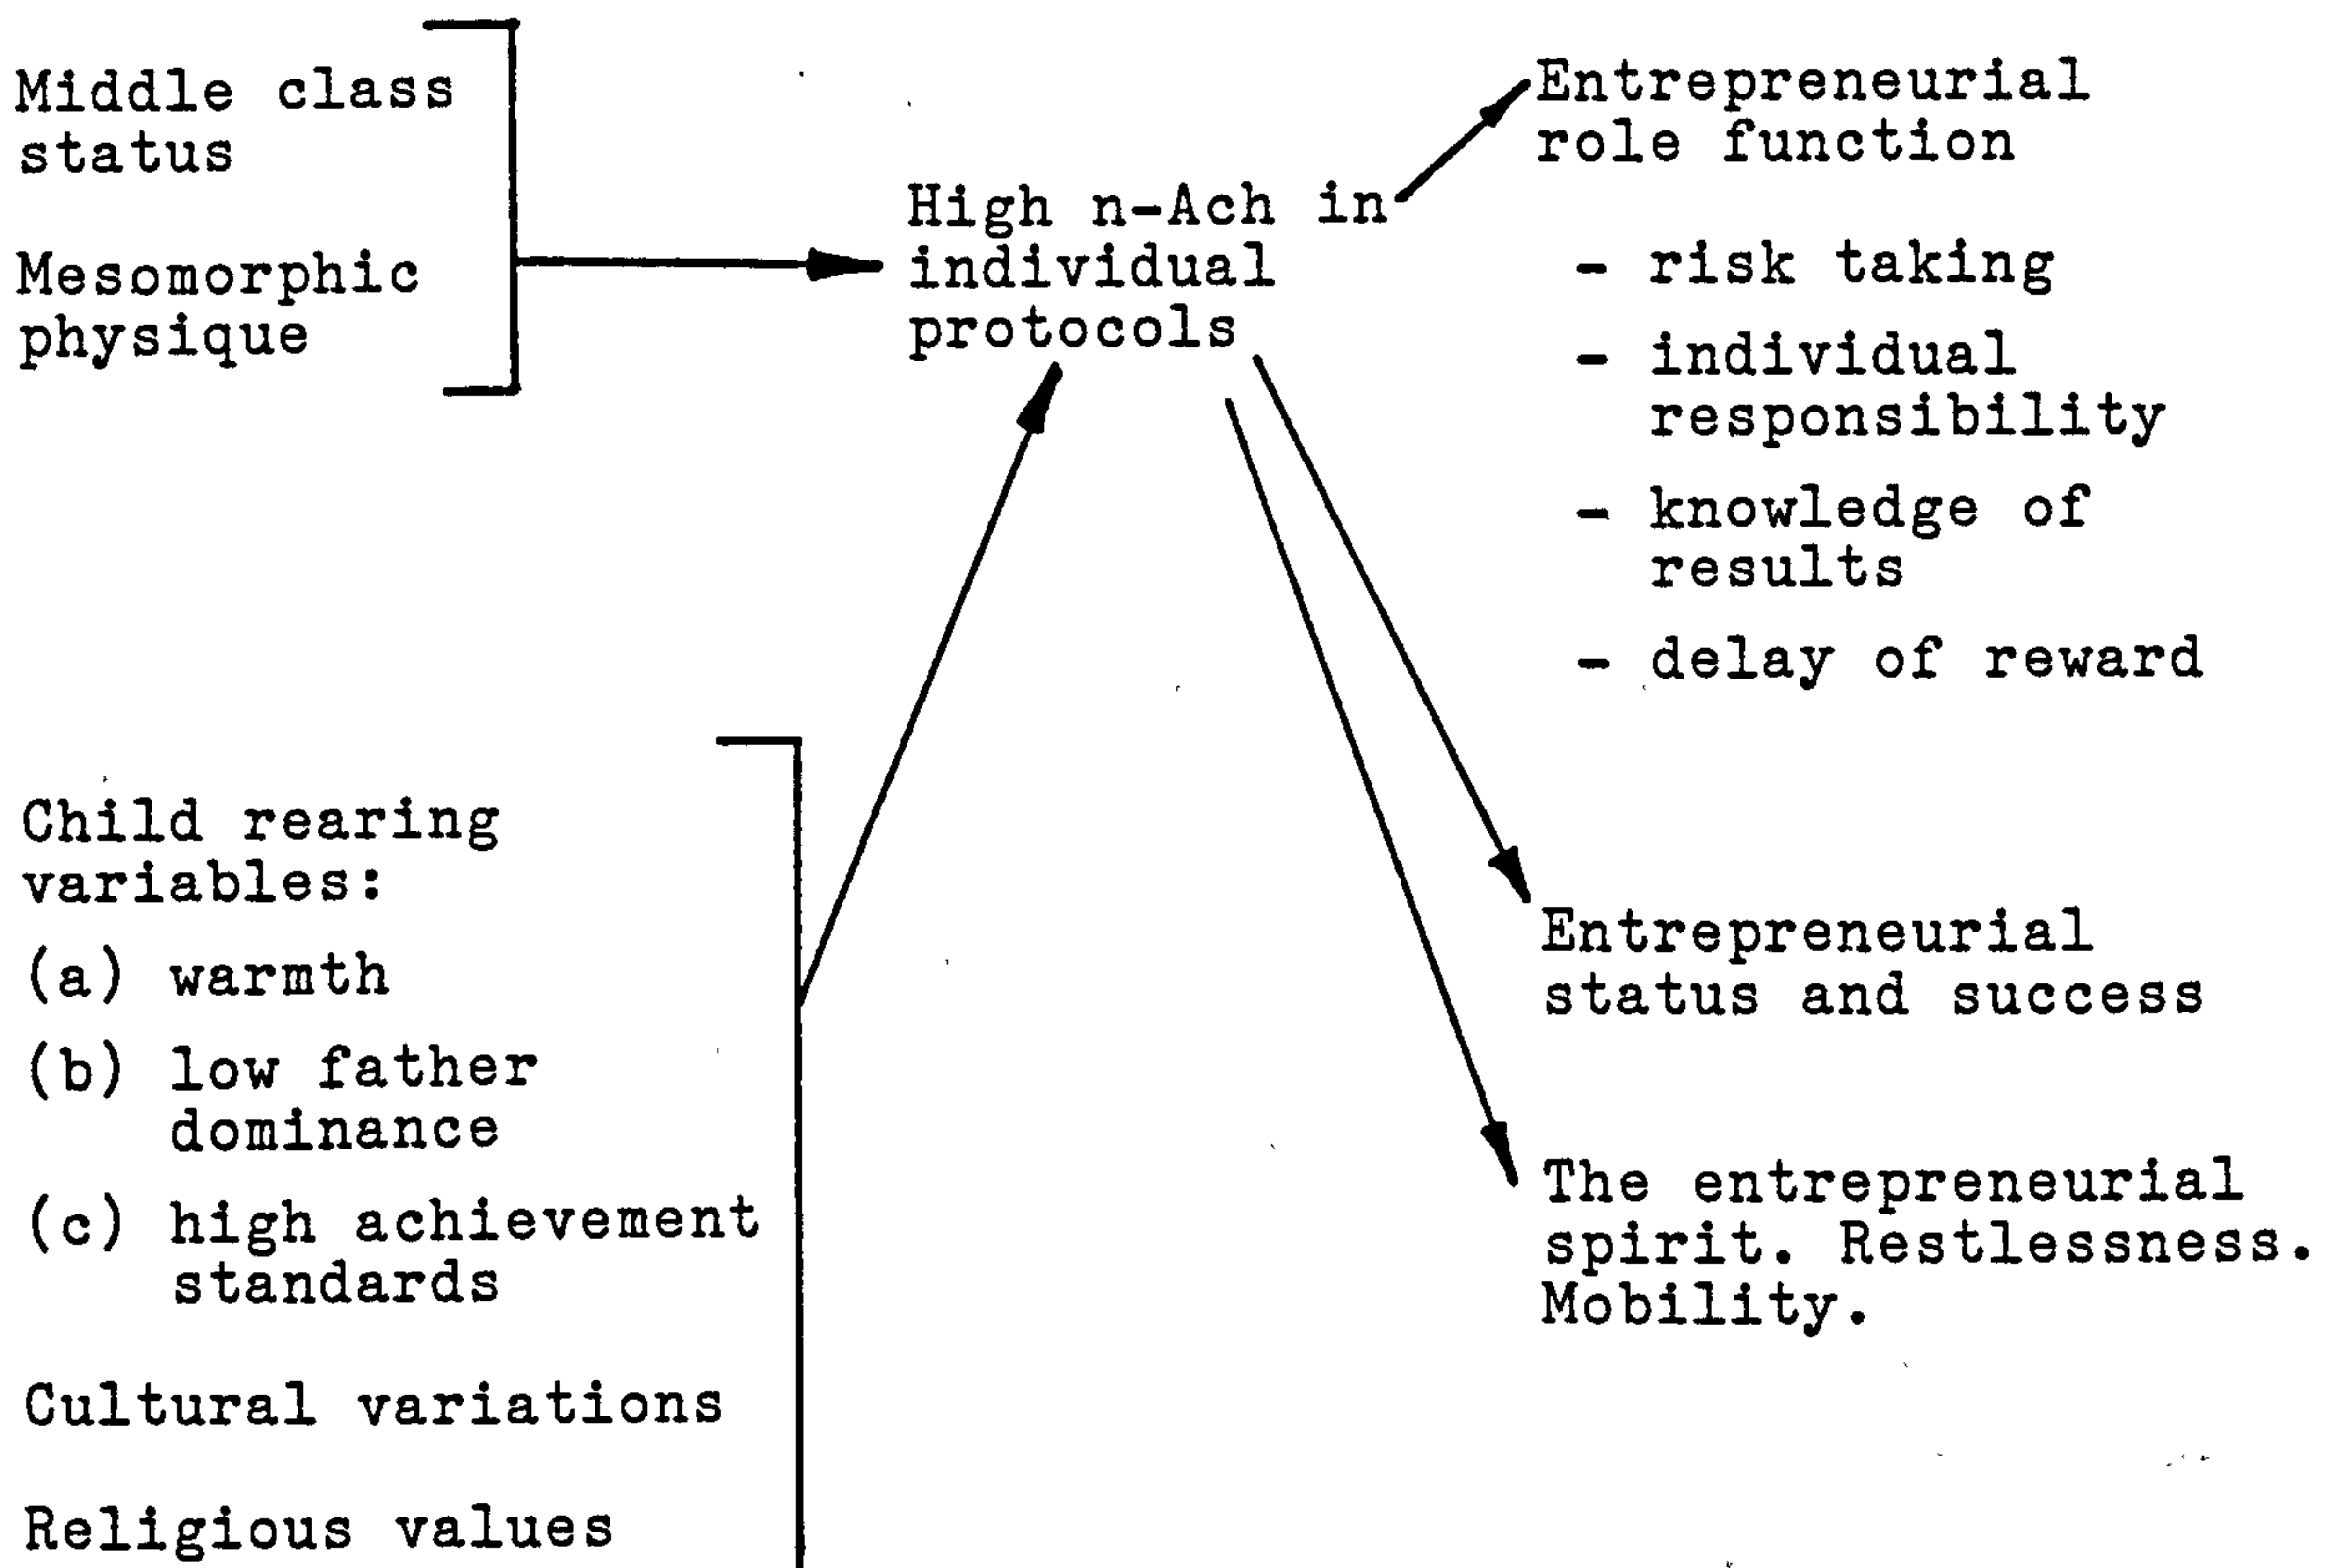 Middle class
status
Mesomorphic
physique
Child rearing
variables:
(a) warmth
(b) low father
dominance
(c) high achievement
standards
Cultural variations
Religious values
High n-Ach in
individual
protocols
Entrepreneurial
role function
- risk taking
- individual
responsibility
- knowledge of
results
- delay of reward
Entrepreneurial
status and success
The entrepreneurial
spirit. Restlessness.
Mobility.